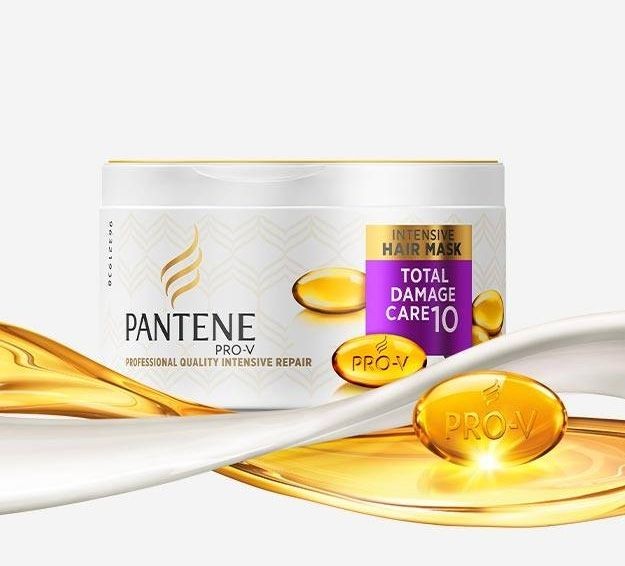 PANTENE
PRO-V
PROFESSIONAL QUALITY INTENSIVE REPAIR
INTENSIVE
HAIR MASK
TOTAL
DAMAGE
CARE 10
PRO-V
PRO-V